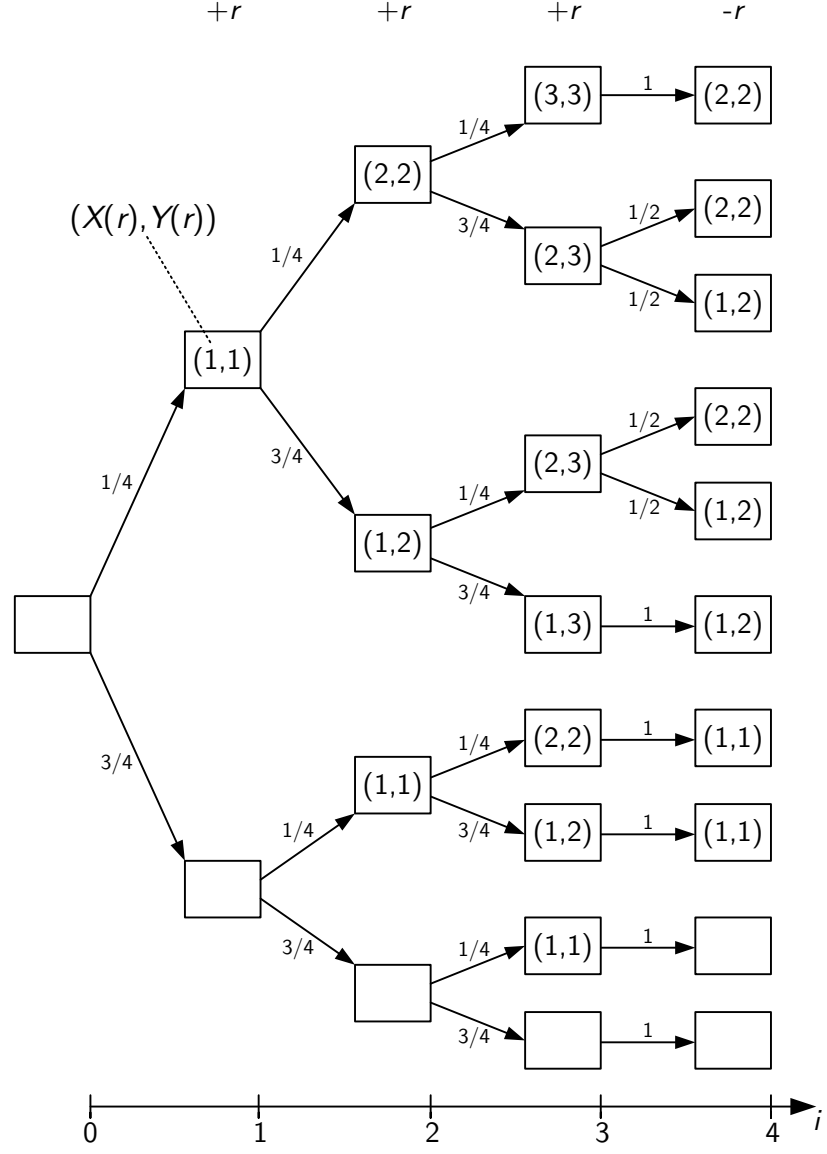 +r +r +r -r
(3,3) 1 (2,2)
1/4
(2,2)
(2,2)
(X(r),Y(r))
3/4 1/2
1/4 (2,3)
1/2 (1,2)
(1,1)
(2,2)
1/2
3/4 (2,3)
1/4 1/4 1/2 (1,2)
(1,2)
3/4
(1,3) 1 (1,2)
(2,2) 1 (1,1)
3/4 1/4
(1,1)
1/4 3/4 (1,2) 1 (1,1)
3/4 1/4 (1,1) 1
3/4 1
i
0 1 2 3 4